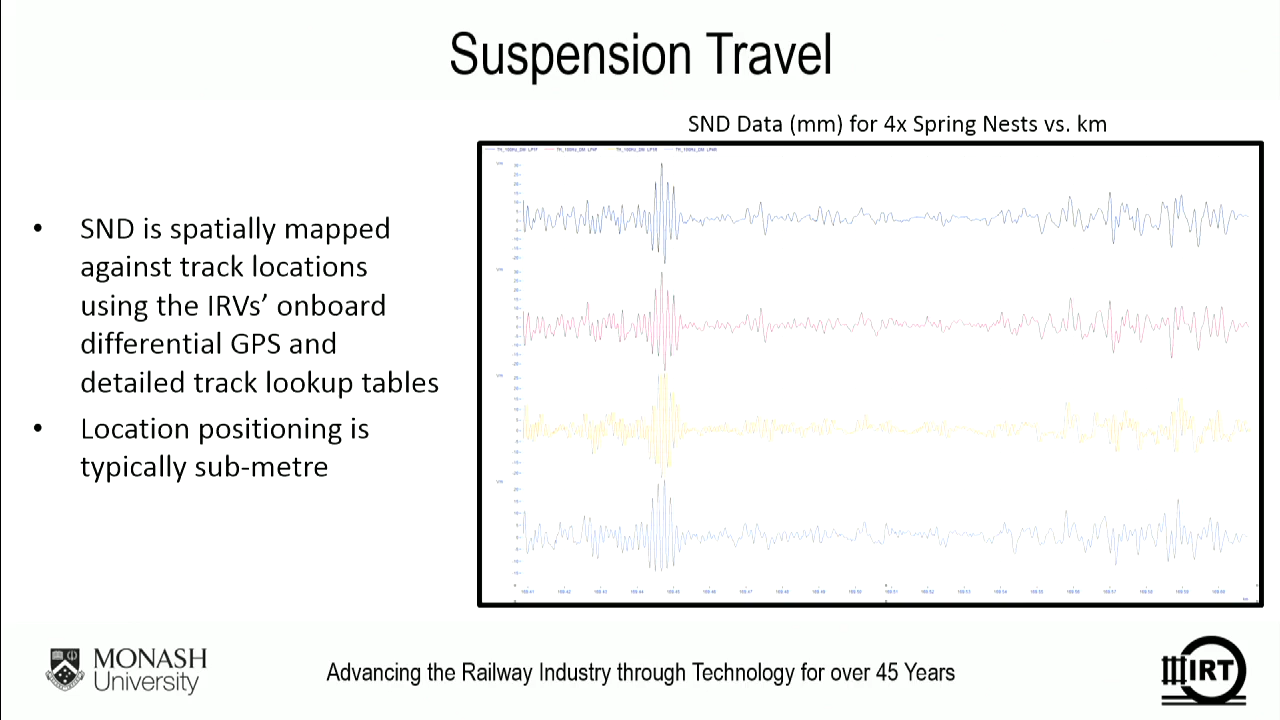 Suspension Travel
SND Data (mm) for 4x Spring Nests vs. km
• SND is spatially mapped
against track locations
using the IRVs’ onboard
differential GPS and
detailed track lookup tables
• Location positioning is
typically sub-metre
MONASH
University
Advancing the Railway Industry through Technology for over 45 Years
IRT